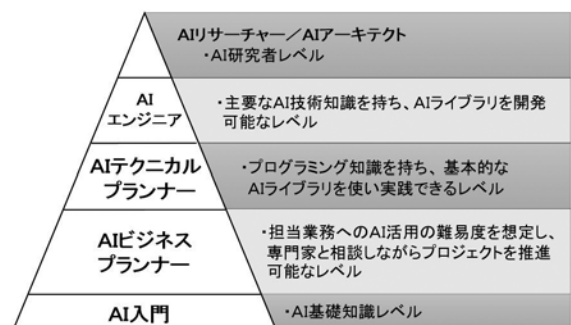 AIリサーチャー／AIアーキテクト
・AI研究者レベル
AI
エンジニア
・主要なAI技術知識を持ち、AIライブラリを開発
可能なレベル
AIテクニカル
プランナー
・プログラミング知識を持ち、基本的な
AIライブラリを使い実践できるレベル
AIビジネス
プランナー
・担当業務へのAI活用の難易度を想定し、
専門家と相談しながらプロジェクトを推進
可能なレベル
AI入門
・AI基礎知識レベル